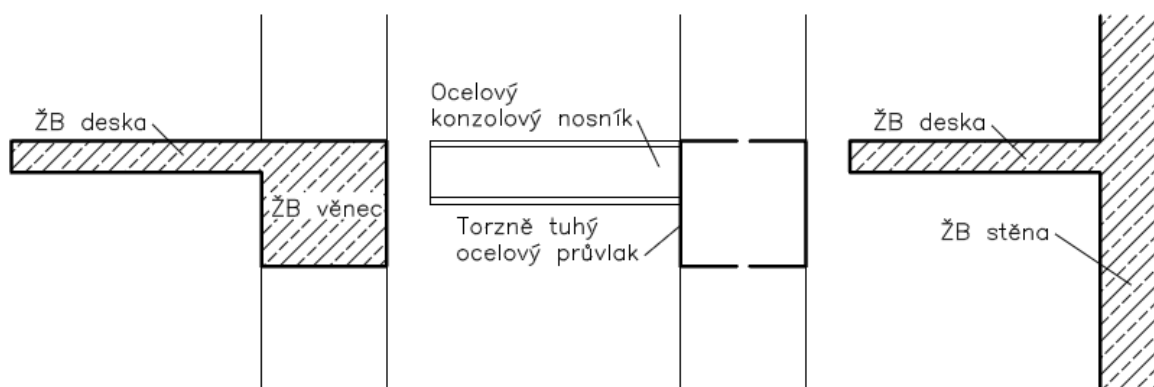 ŽB deska
ŽB věnec
Ocelový
konzolový nosník
Torzně tuhý
ocelový průvlak
ŽB deska
ŽB stěna